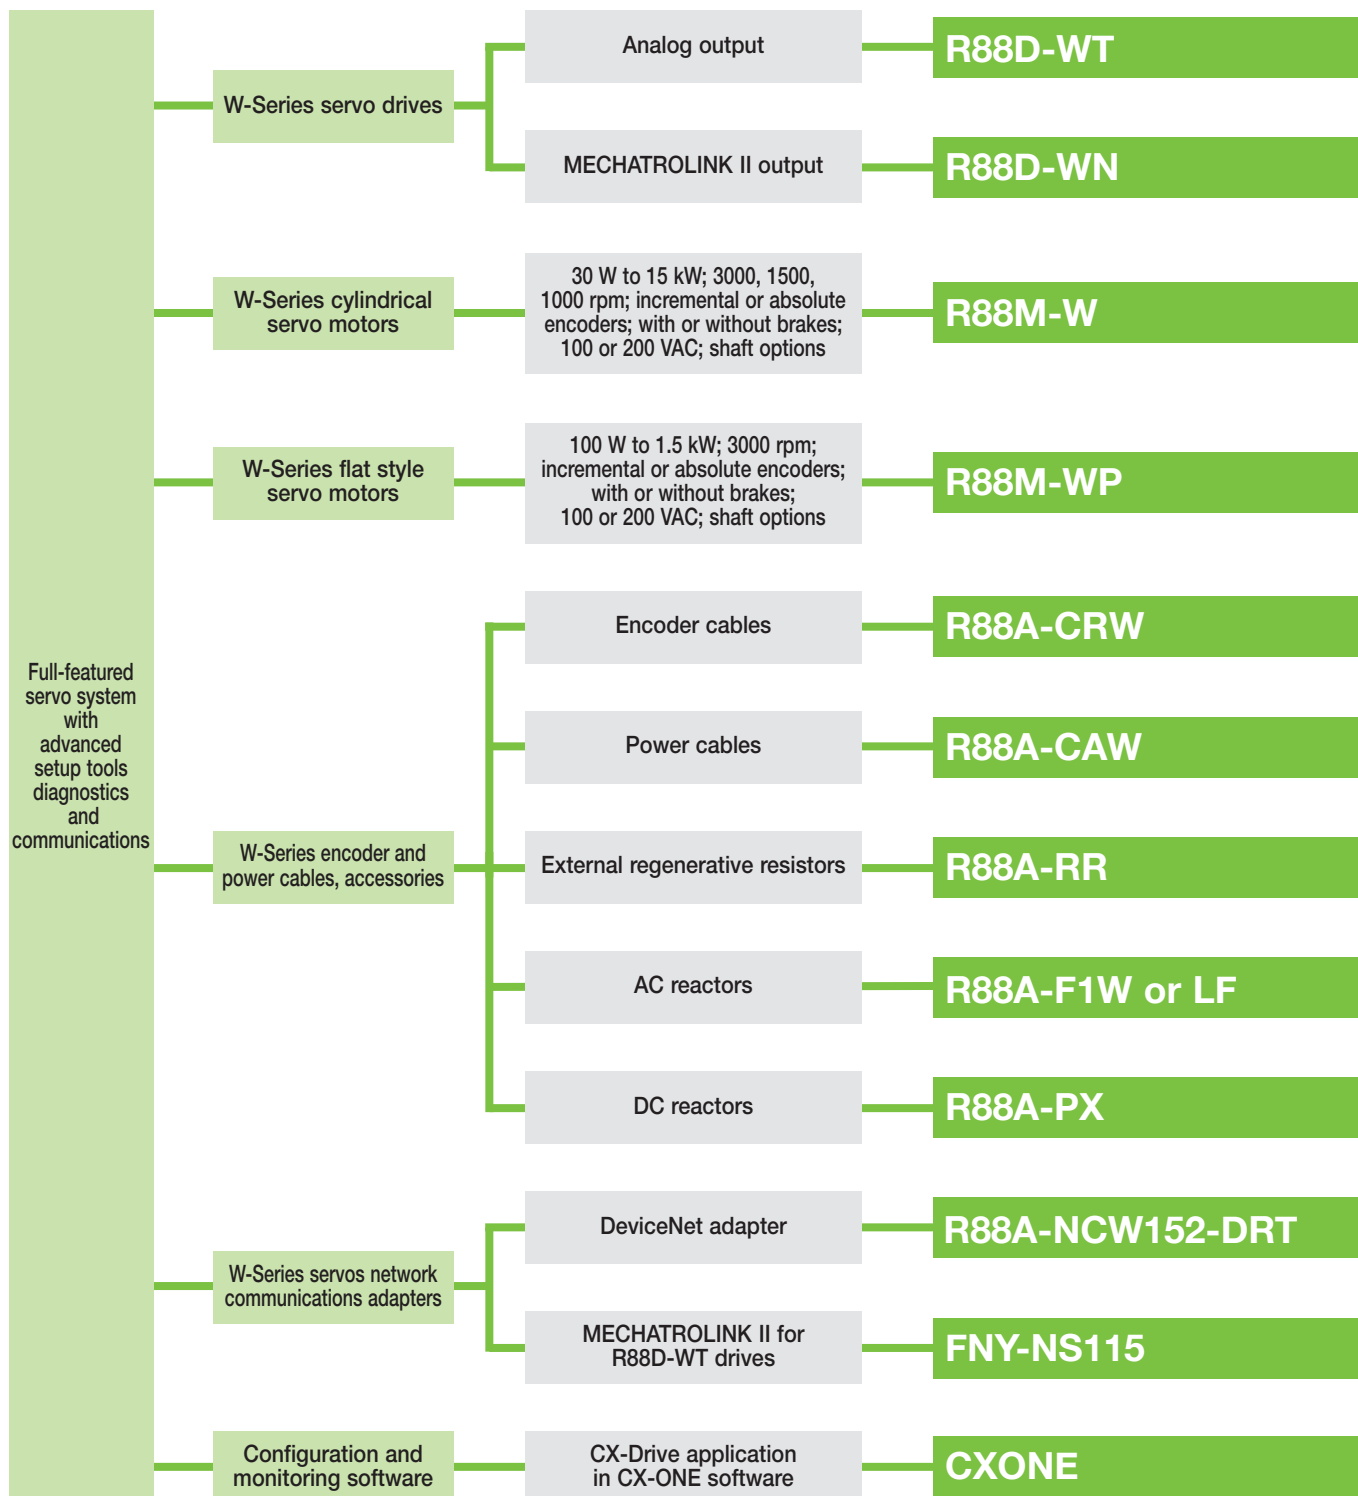 Full-featured
servo system
with
advanced
setup tools
diagnostics
and
communications
W-Series servo drives
Analog output
R88D-WT
MECHATROLINK II output
R88D-WN
W-Series cylindrical
servo motors
30 W to 15 kW; 3000, 1500,
1000 rpm; incremental or absolute
encoders; with or without brakes;
100 or 200 VAC; shaft options
R88M-W
W-Series flat style
servo motors
100 W to 1.5 kW; 3000 rpm;
incremental or absolute encoders;
with or without brakes;
100 or 200 VAC; shaft options
R88M-WP
W-Series encoder and
power cables, accessories
Encoder cables
R88A-CRW
Power cables
R88A-CAW
External regenerative resistors
R88A-RR
AC reactors
R88A-F1W or LF
DC reactors
R88A-PX
W-Series servos network
communications adapters
DeviceNet adapter
R88A-NCW152-DRT
MECHATROLINK II for
R88D-WT drives
FNY-NS115
Configuration and
monitoring software
CX-Drive application
in CX-ONE software
CXONE